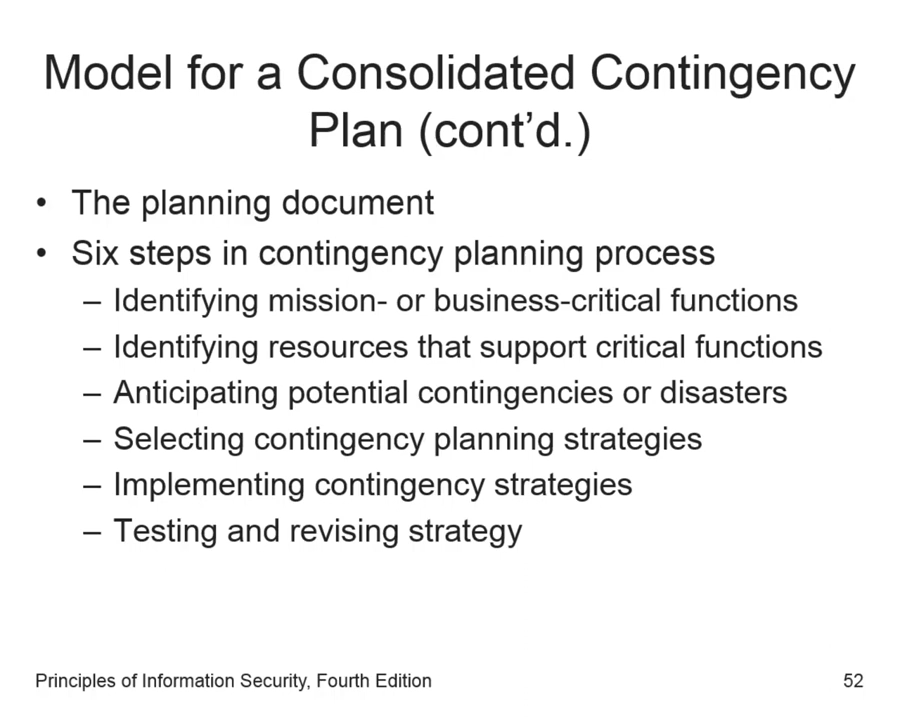 Model for a Consolidated Contingency
Plan (cont’d.)
• The planning document
• Six steps in contingency planning process
– Identifying mission- or business-critical functions
– Identifying resources that support critical functions
– Anticipating potential contingencies or disasters
– Selecting contingency planning strategies
– Implementing contingency strategies
– Testing and revising strategy
Principles of Information Security, Fourth Edition 52